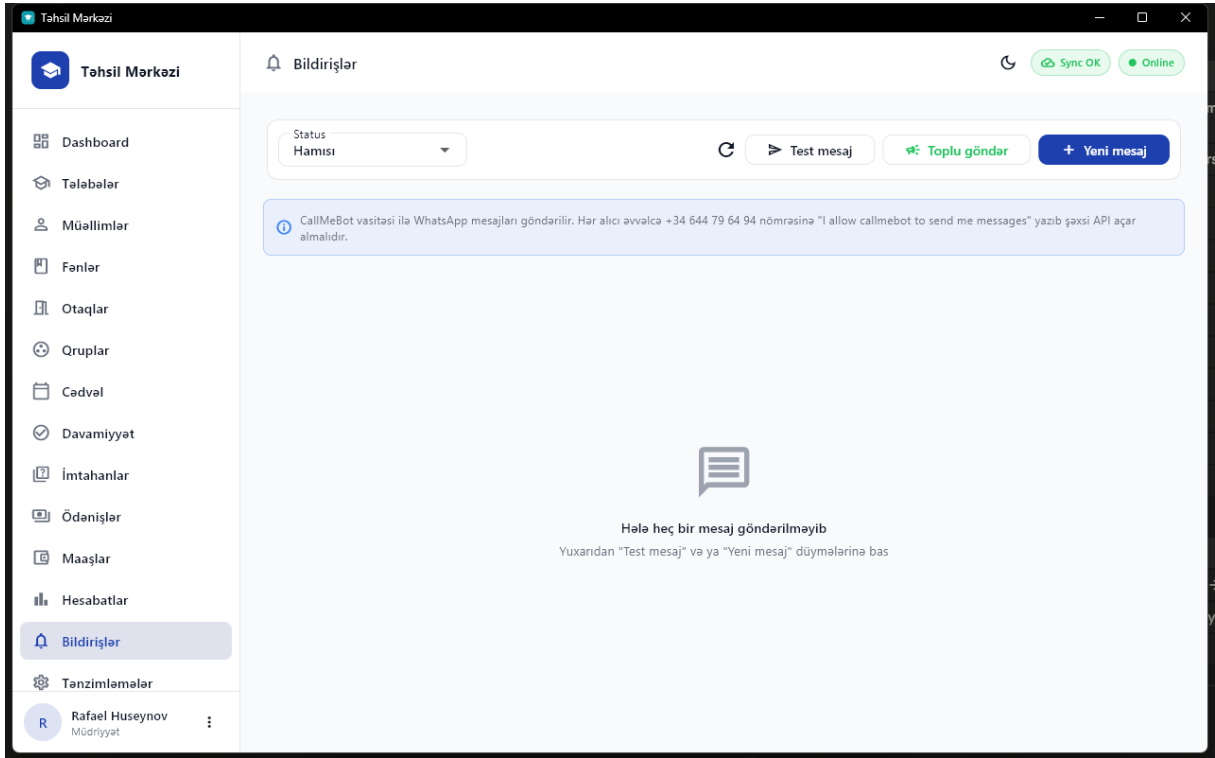 Təhsil Mərkəzi
Təhsil Mərkəzi
Bildirişlər
Sync OK
Online
Dashboard
Tələbələr
Müəllimlər
Fənlər
Otaqlar
Qruplar
Cədvəl
Davamiyyət
İmtahanlar
Ödənişlər
Maaşlar
Hesabatlar
Bildirişlər
Tənzimləmələr
Rafael Huseynov
Müdriyyət
Status
Hamısı
Test mesaj
Toplu göndər
+ Yeni mesaj
CallMeBot vasitəsi ilə WhatsApp mesajları göndərilir. Hər alıcı əvvəlcə +34 644 79 64 94 nömrəsinə "I allow callmebot to send me messages" yazıb şəxsi API açar
almalıdır.
Hələ heç bir mesaj göndərilməyib
Yuxarıdan "Test mesaj" və ya "Yeni mesaj" düymələrinə bas
R